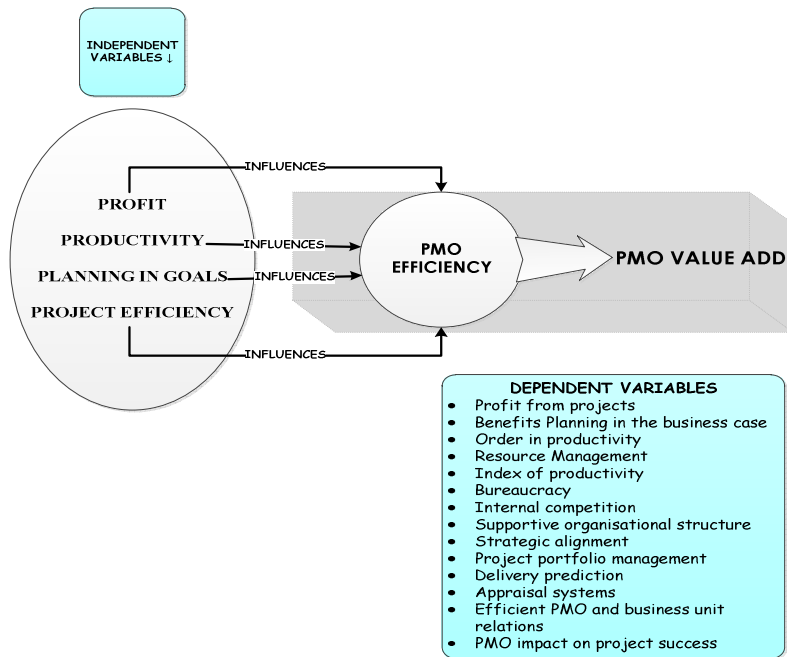 INDEPENDENT
VARIABLES ↓
INFLUENCES
PROFIT
PRODUCTIVITY
INFLUENCES
PLANNING IN GOALS
INFLUENCES
PROJECT EFFICIENCY
INFLUENCES
PMO
EFFICIENCY
PMO VALUE ADD
DEPENDENT VARIABLES
• Profit from projects
• Benefits Planning in the business case
• Order in productivity
• Resource Management
• Index of productivity
• Bureaucracy
• Internal competition
• Supportive organisational structure
• Strategic alignment
• Project portfolio management
• Delivery prediction
• Appraisal systems
• Efficient PMO and business unit
relations
• PMO impact on project success